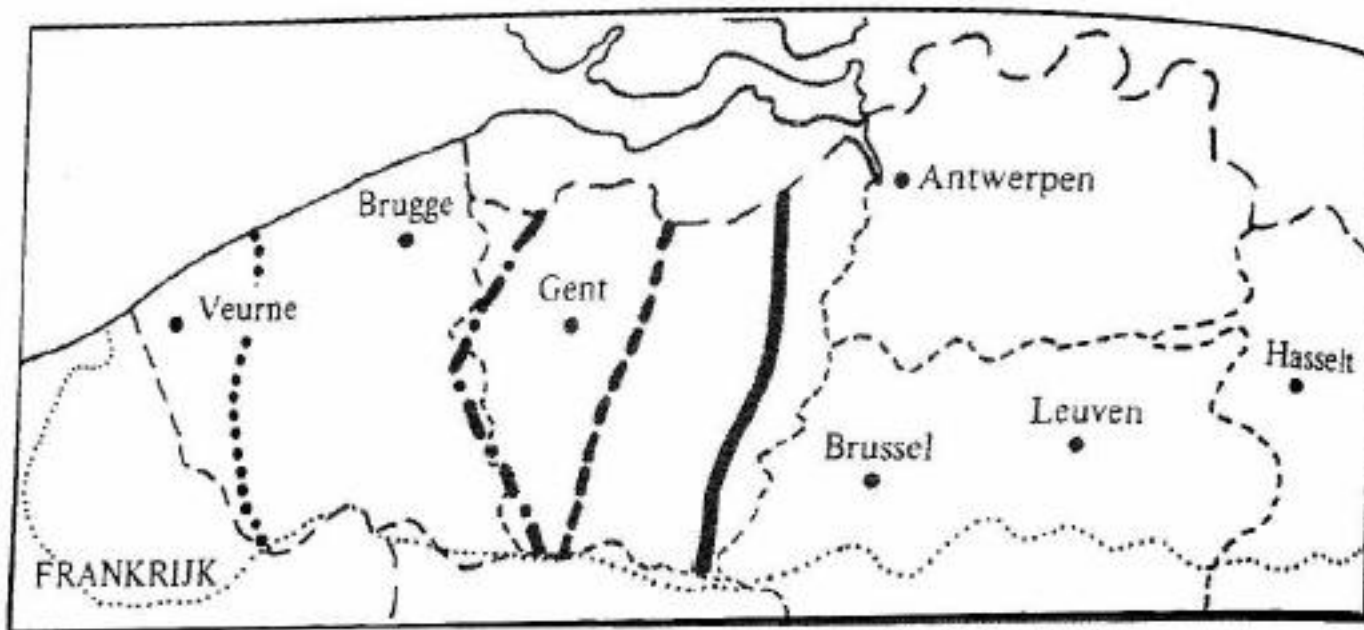 Antwerpen
Brugge
Gent
Veurne
Hasselt
Leuven
Brussel
FRANKRIJK